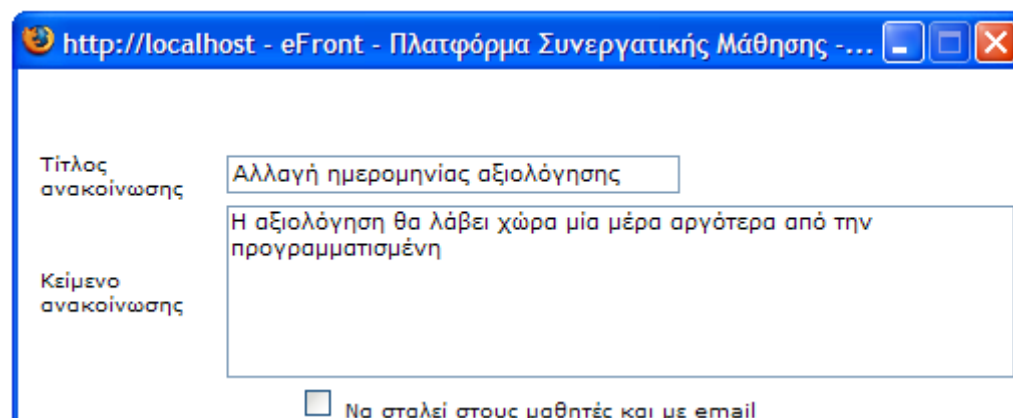 http://localhost - eFront - Πλατφόρμα Συνεργατικής Μάθησης -...
Τίτλος
ανακοίνωσης
Αλλαγή ημερομηνίας αξιολόγησης
Η αξιολόγηση θα λάβει χώρα μία μέρα αργότερα από την
προγραμματισμένη
Κείμενο
ανακοίνωσης
Να σταλεί στους μαθητές και με email